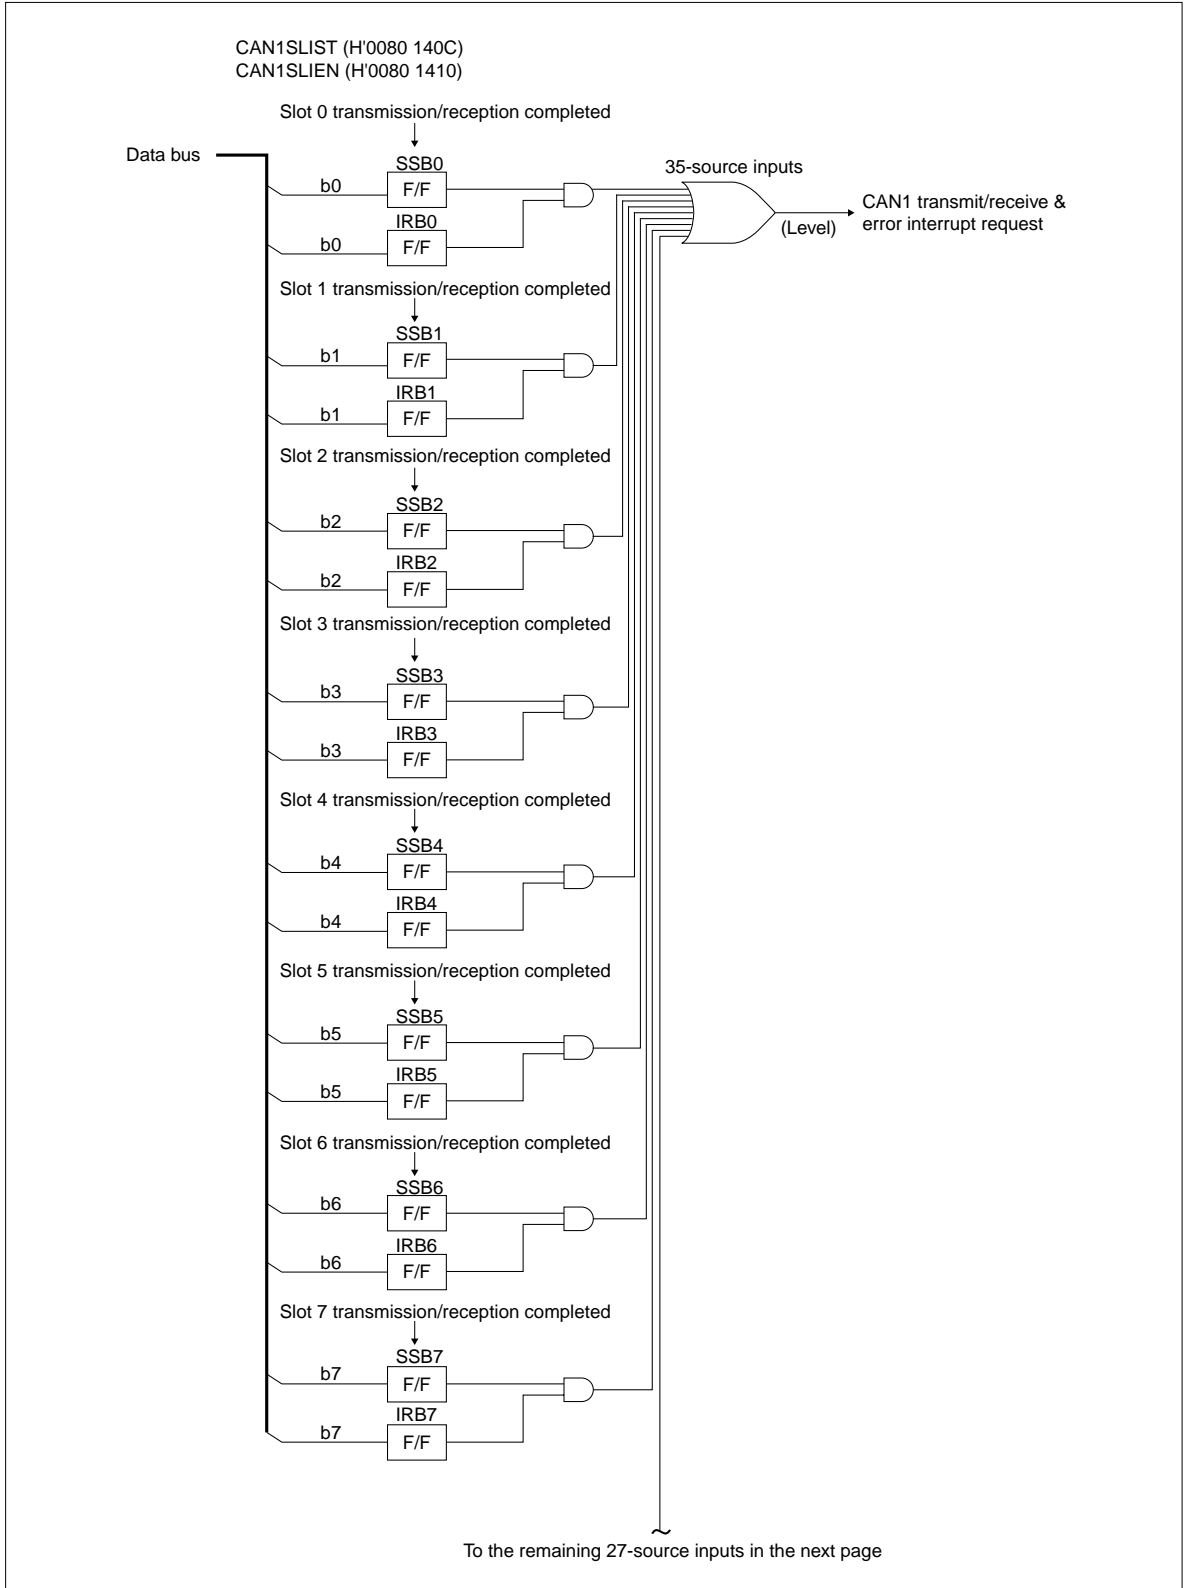 CAN1SLIST (H'0080 140C)
CAN1SLIEN (H'0080 1410)
Slot 0 transmission/reception completed
Data bus
SSB0
35-source inputs
b0
F/F
CAN1 transmit/receive &
error interrupt request
(Level)
IRB0
b0
F/F
Slot 1 transmission/reception completed
SSB1
b1
F/F
IRB1
b1
F/F
Slot 2 transmission/reception completed
SSB2
b2
F/F
IRB2
b2
F/F
Slot 3 transmission/reception completed
SSB3
b3
F/F
IRB3
b3
F/F
Slot 4 transmission/reception completed
SSB4
b4
F/F
IRB4
b4
F/F
Slot 5 transmission/reception completed
SSB5
b5
F/F
IRB5
b5
F/F
Slot 6 transmission/reception completed
SSB6
b6
F/F
IRB6
b6
F/F
Slot 7 transmission/reception completed
SSB7
b7
F/F
IRB7
b7
F/F
To the remaining 27-source inputs in the next page